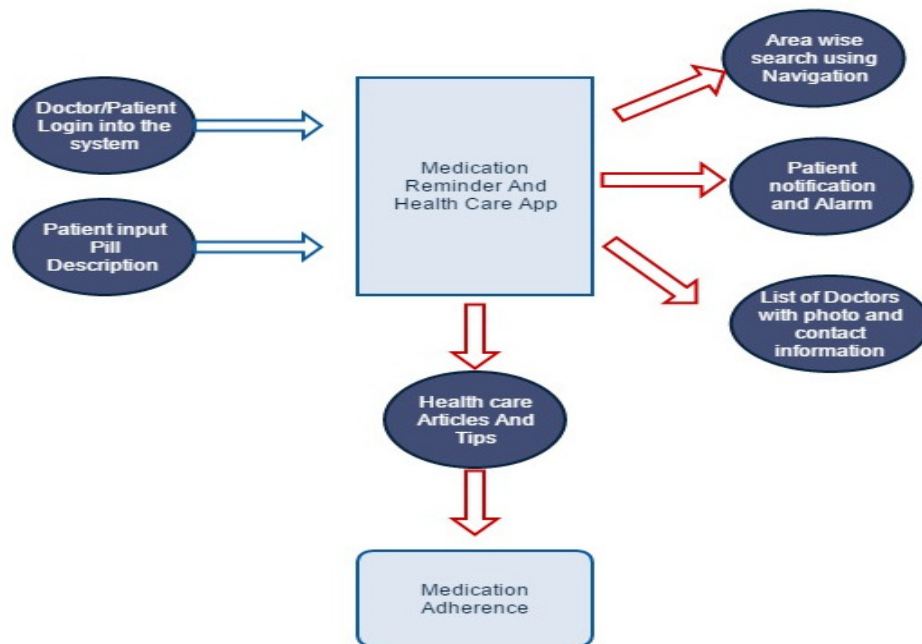 Area wise
search using
Navigation
Doctor/Patient
Login into the
system
Medication
Reminder And
Health Care App
Patient
notification
and Alarm
Patient input
Pill
Description
List of Doctors
with photo and
contact
information
Health care
Articles And
Tips
Medication
Adherence